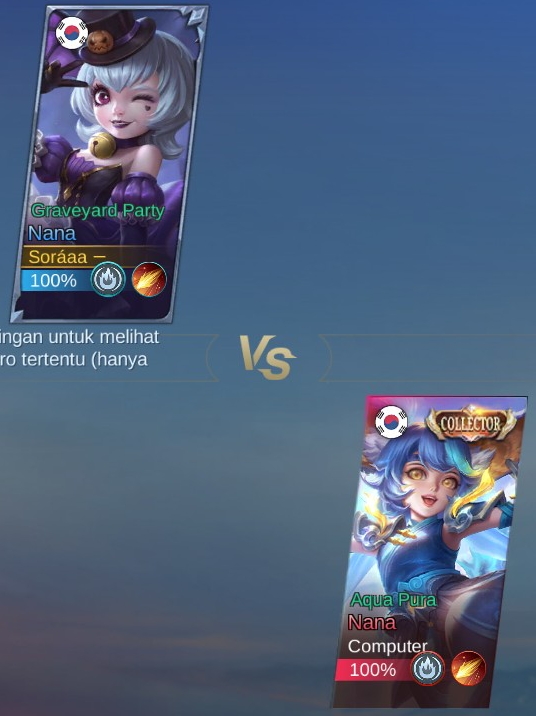 Graveyard Party
Nana
Soráaa —
100%
ingan untuk melihat
ro tertentu (hanya
VS
COLLECTOR
Aqua Pura
Nana
Computer
100%